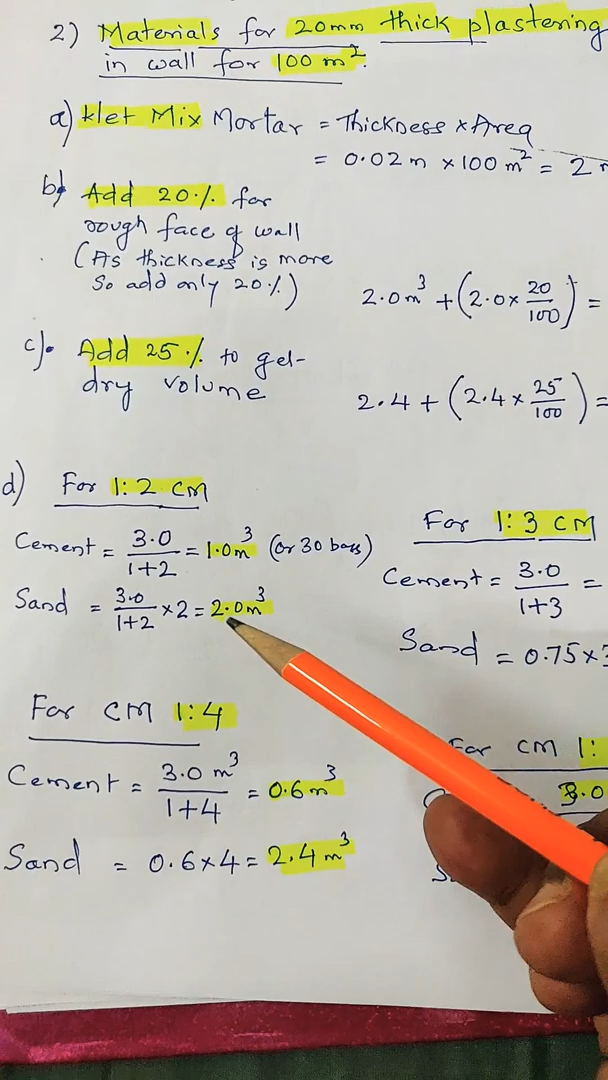 2) Materials for 20mm thick plastering
in wall for 100 m².
a) Wet Mix Mortar = Thickness × Area
= 0.02 m × 100 m² = 2
b) Add 20% for
rough face of wall
(As thickness is more
So add only 20%)
2.0m³ + (2.0 × 20/100) =
c). Add 25% to get
dry volume
2.4 + (2.4 × 25/100) =
d) For 1:2 CM
Cement = 3.0/1+2 = 1.0m³ (or 30 bags)
Sand = 3.0/1+2 × 2 = 2.0m³
For 1:3 CM
Cement = 3.0/1+3 =
Sand = 0.75 ×
For CM 1:4
Cement = 3.0 m³/1+4 = 0.6m³
Sand = 0.6 × 4 = 2.4 m³
For CM 1:
3.0